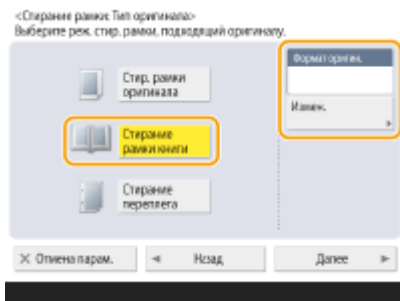 <Стирание рамки: Тип оригинала>
Выберите реж. стир. рамки, подходящий оригиналу.
Формат оригин.
Стир. рамки
оригинала
Измен.
Стирание
рамки книги
Стирание
переплета
Отмена парам.
Назад
Далее